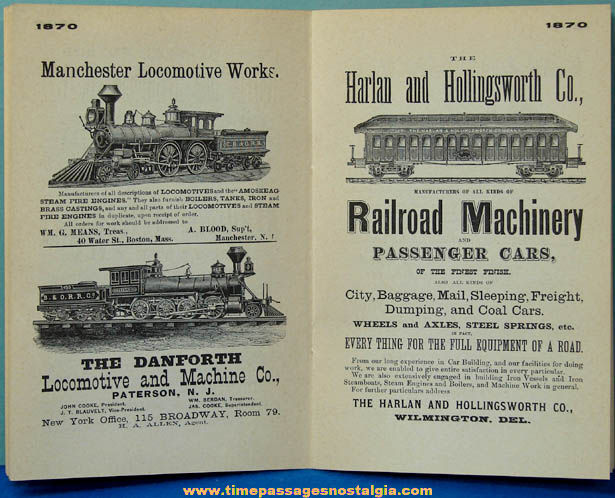 1870
Manchester Locomotive Works.
Manufacturers of all descriptions of LOCOMOTIVES and the "AMOSKEAG
STEAM FIRE ENGINES." They also furnish BOILERS, TANKS, IRON and
BRASS CASTINGS, and any and all parts of their LOCOMOTIVES and STEAM
FIRE ENGINES in duplicate, upon receipt of order.
All orders for work should be addressed to
WM. G. MEANS, Treas., A. BLOOD, Sup't,
40 Water St., Boston, Mass. Manchester, N.
D. & O. R. R. Co
THE DANFORTH
Locomotive and Machine Co.,
PATERSON, N. J.
JOHN COOKE, President. WM. BERDAN, Treasurer.
J. T. BLAUVELT, Vice-President. JAS. COOKE, Superintendent.
New York Office, 115 BROADWAY, Room 79.
H. A. ALLEN, Agent.
1870
THE
Harlan and Hollingsworth Co.,
THE HARLAN & HOLLINGSWORTH COMPANY
MANUFACTURERS OF ALL KINDS OF
Railroad Machinery
AND
PASSENGER CARS,
OF THE FINEST FINISH.
ALSO ALL KINDS OF
City, Baggage, Mail, Sleeping, Freight,
Dumping, and Coal Cars.
WHEELS and AXLES, STEEL SPRINGS, etc.
IN FACT,
EVERY THING FOR THE FULL EQUIPMENT OF A ROAD.
From our long experience in Car Building, and our facilities for doing
work, we are enabled to give entire satisfaction in every particular.
We are also extensively engaged in building Iron Vessels and Iron
Steamboats, Steam Engines and Boilers, and Machine Work in general.
For further particulars address
THE HARLAN AND HOLLINGSWORTH CO.,
WILMINGTON, DEL.
www.timepassagesnostalgia.com